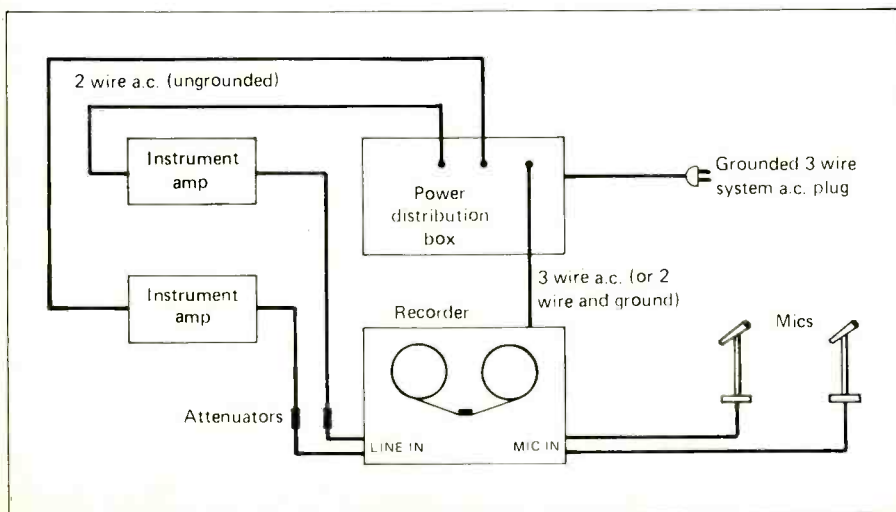 2 wire a.c. (ungrounded)
Instrument
amp
Power
distribution
box
Grounded 3 wire
system a.c. plug
Instrument
amp
3 wire a.c. (or 2
wire and ground)
Recorder
Mics
Attenuators
LINE IN
MIC IN